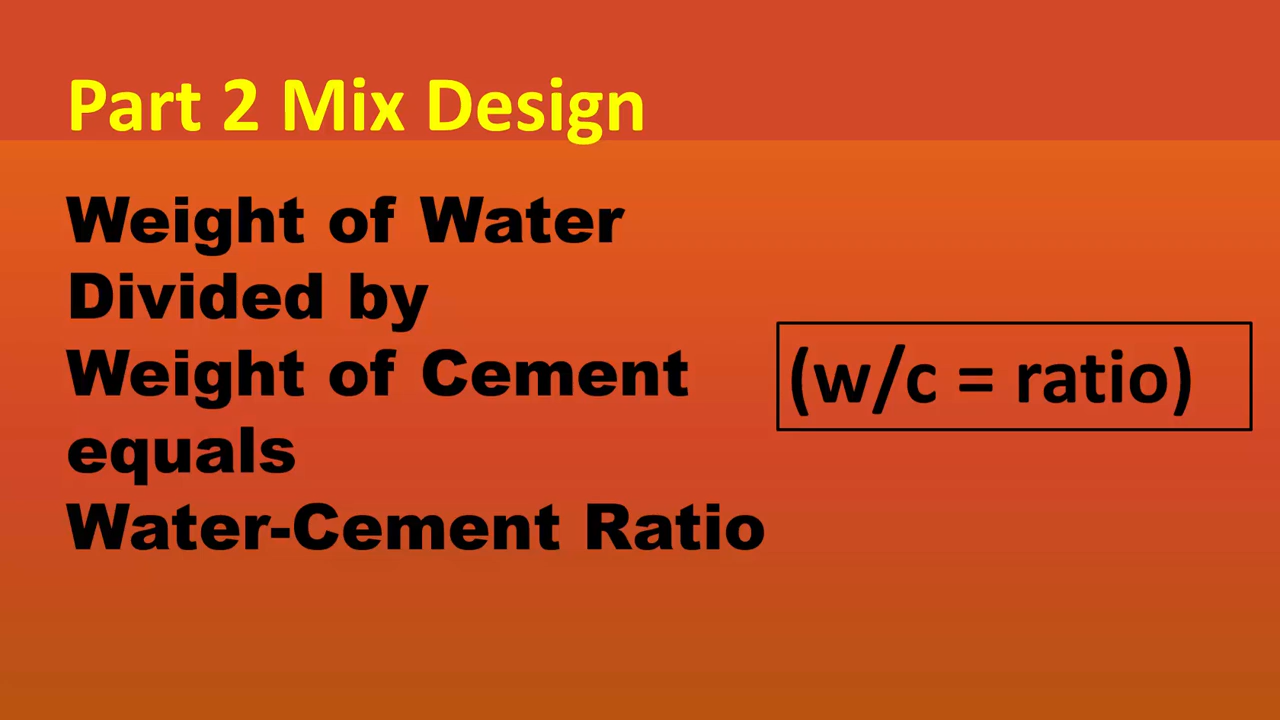 Part 2 Mix Design
Weight of Water
Divided by
Weight of Cement
equals
Water-Cement Ratio
(w/c = ratio)